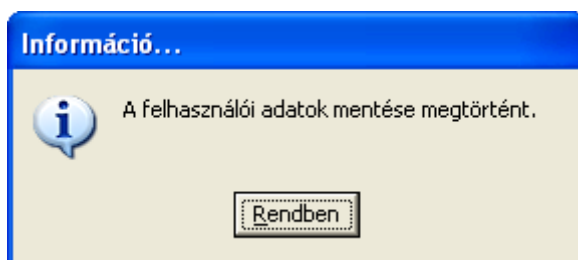 Információ...
A felhasználói adatok mentése megtörtént.
Rendben